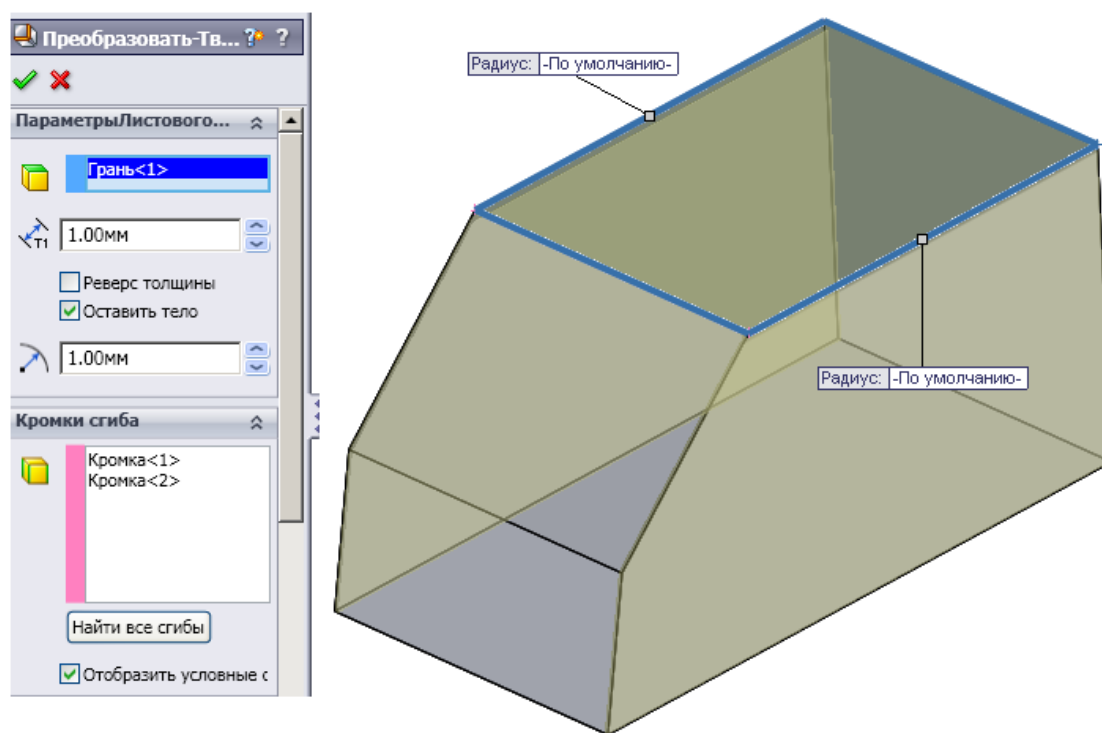 Преобразовать-Тв... ?
ПараметрыЛистового...
Грань<1>
T1
1.00мм
Реверс толщины
Оставить тело
1.00мм
Кромки сгиба
Кромка<1>
Кромка<2>
Найти все сгибы
Отобразить условные с
Радиус: -По умолчанию-
Радиус: -По умолчанию-